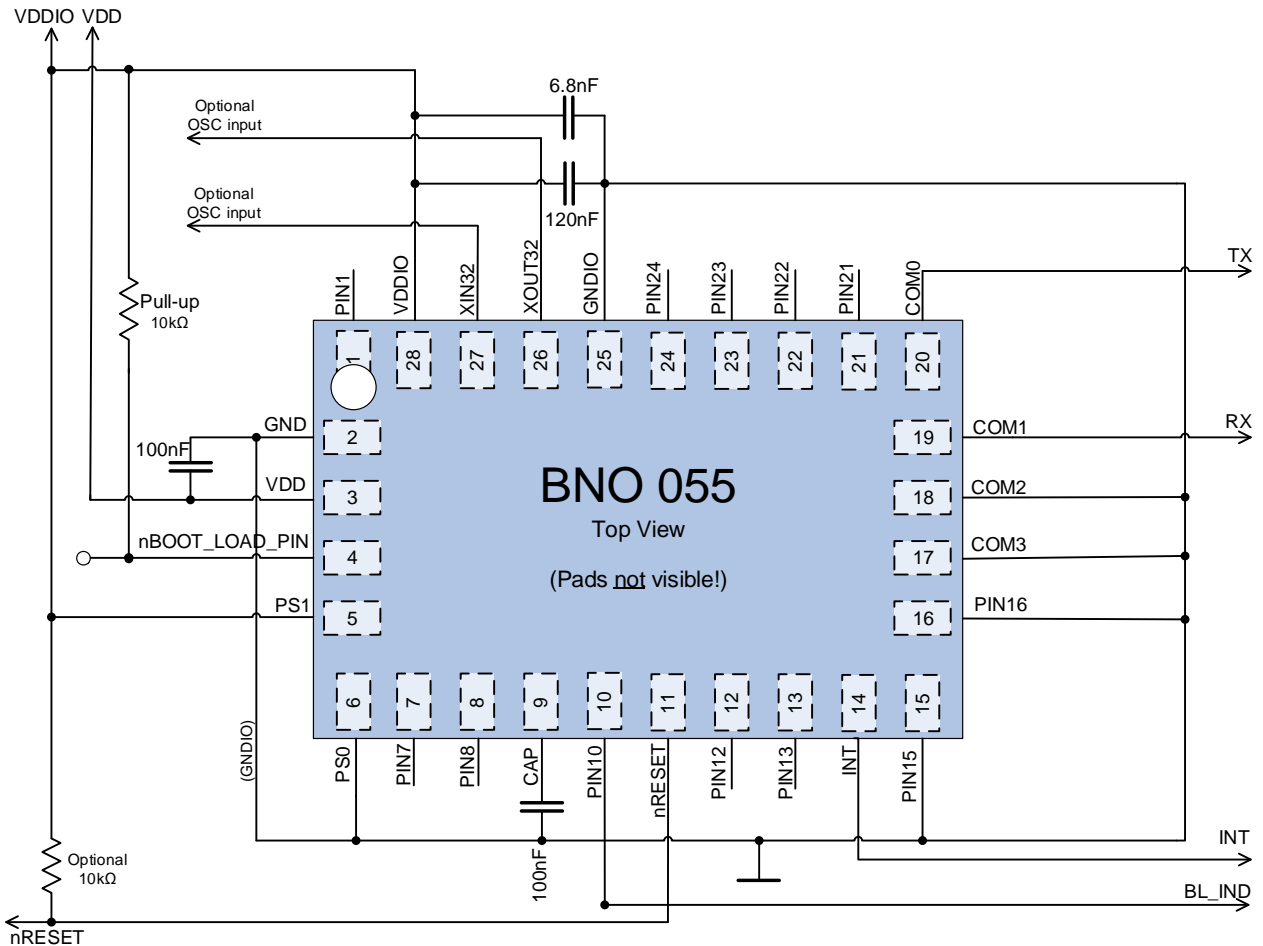 VDDIO VDD
6.8nF
Optional
OSC input
Optional
OSC input
120nF
TX
Pull-up
10kΩ
PIN1
VDDIO
XIN32
XOUT32
GNDIO
PIN24
PIN23
PIN22
PIN21
COM0
1
28
27
26
25
24
23
22
21
20
GND
2
100nF
VDD
3
nBOOT_LOAD_PIN
4
PS1
5
BNO 055
Top View
(Pads not visible!)
19
COM1
RX
18
COM2
17
COM3
16
PIN16
6
7
8
9
10
11
12
13
14
15
(GNDIO)
PS0
PIN7
PIN8
CAP
PIN10
nRESET
PIN12
PIN13
INT
PIN15
100nF
INT
Optional
10kΩ
BL_IND
nRESET